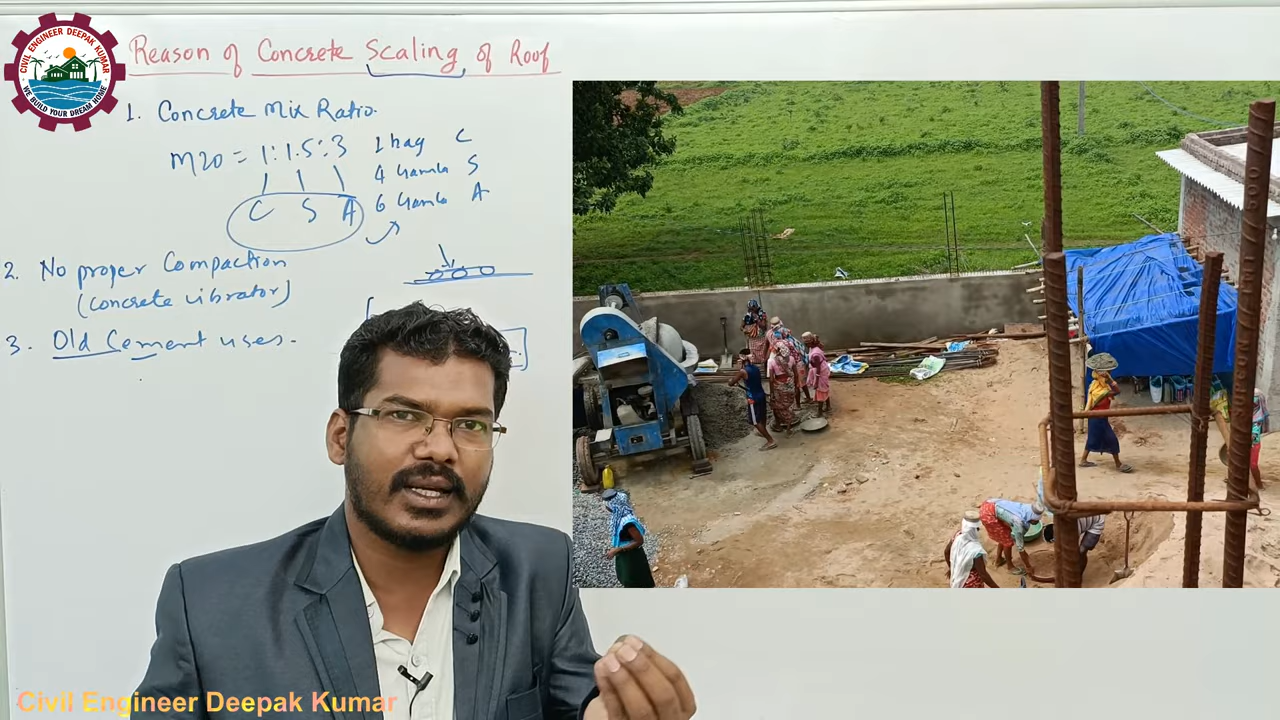 CIVIL ENGINEER DEEPAK KUMAR
WE BUILD YOUR DREAM HOME
Reason of Concrete Scaling of Roof
1. Concrete Mix Ratio.
M20 = 1:1.5:3
C S A
1 bag C
4 Gamla S
6 Gamla A
2. No proper Compaction
(concrete vibrator)
3. Old Cement uses.
Civil Engineer Deepak Kumar